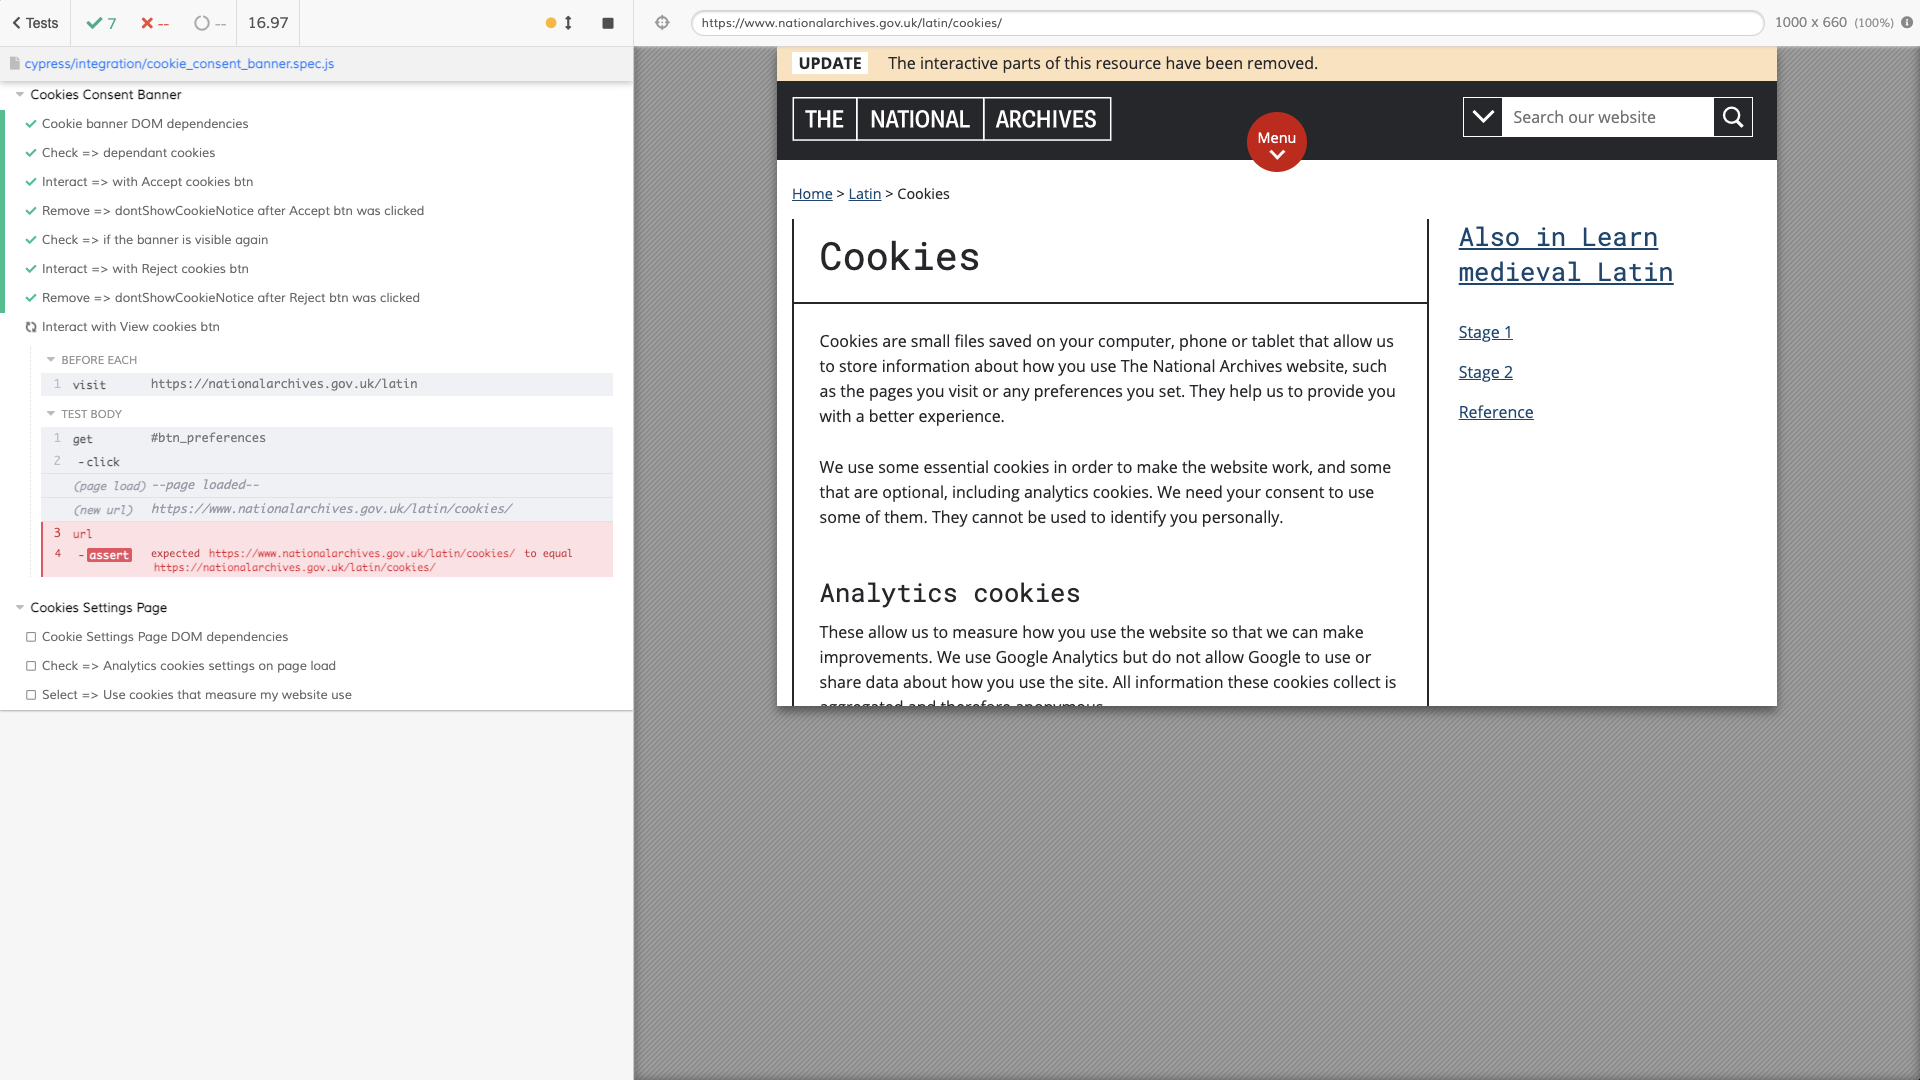 Tests
7
--
--
16.97
https://www.nationalarchives.gov.uk/latin/cookies/
1000 x 660 (100%)
cypress/integration/cookie_consent_banner.spec.js
Cookies Consent Banner
Cookie banner DOM dependencies
Check => dependant cookies
Interact => with Accept cookies btn
Remove => dontShowCookieNotice after Accept btn was clicked
Check => if the banner is visible again
Interact => with Reject cookies btn
Remove => dontShowCookieNotice after Reject btn was clicked
Interact with View cookies btn
BEFORE EACH
1 visit https://nationalarchives.gov.uk/latin
TEST BODY
1 get #btn_preferences
2 -click
(page load) --page loaded--
(new url) https://www.nationalarchives.gov.uk/latin/cookies/
3 url
4 -assert expected https://www.nationalarchives.gov.uk/latin/cookies/ to equal
https://nationalarchives.gov.uk/latin/cookies/
Cookies Settings Page
Cookie Settings Page DOM dependencies
Check => Analytics cookies settings on page load
Select => Use cookies that measure my website use
UPDATE The interactive parts of this resource have been removed.
THE NATIONAL ARCHIVES
Menu
Search our website
Home > Latin > Cookies
Cookies
Cookies are small files saved on your computer, phone or tablet that allow us
to store information about how you use The National Archives website, such
as the pages you visit or any preferences you set. They help us to provide you
with a better experience.
We use some essential cookies in order to make the website work, and some
that are optional, including analytics cookies. We need your consent to use
some of them. They cannot be used to identify you personally.
Analytics cookies
These allow us to measure how you use the website so that we can make
improvements. We use Google Analytics but do not allow Google to use or
share data about how you use the site. All information these cookies collect is
aggregated and therefore anonymous.
Also in Learn
medieval Latin
Stage 1
Stage 2
Reference